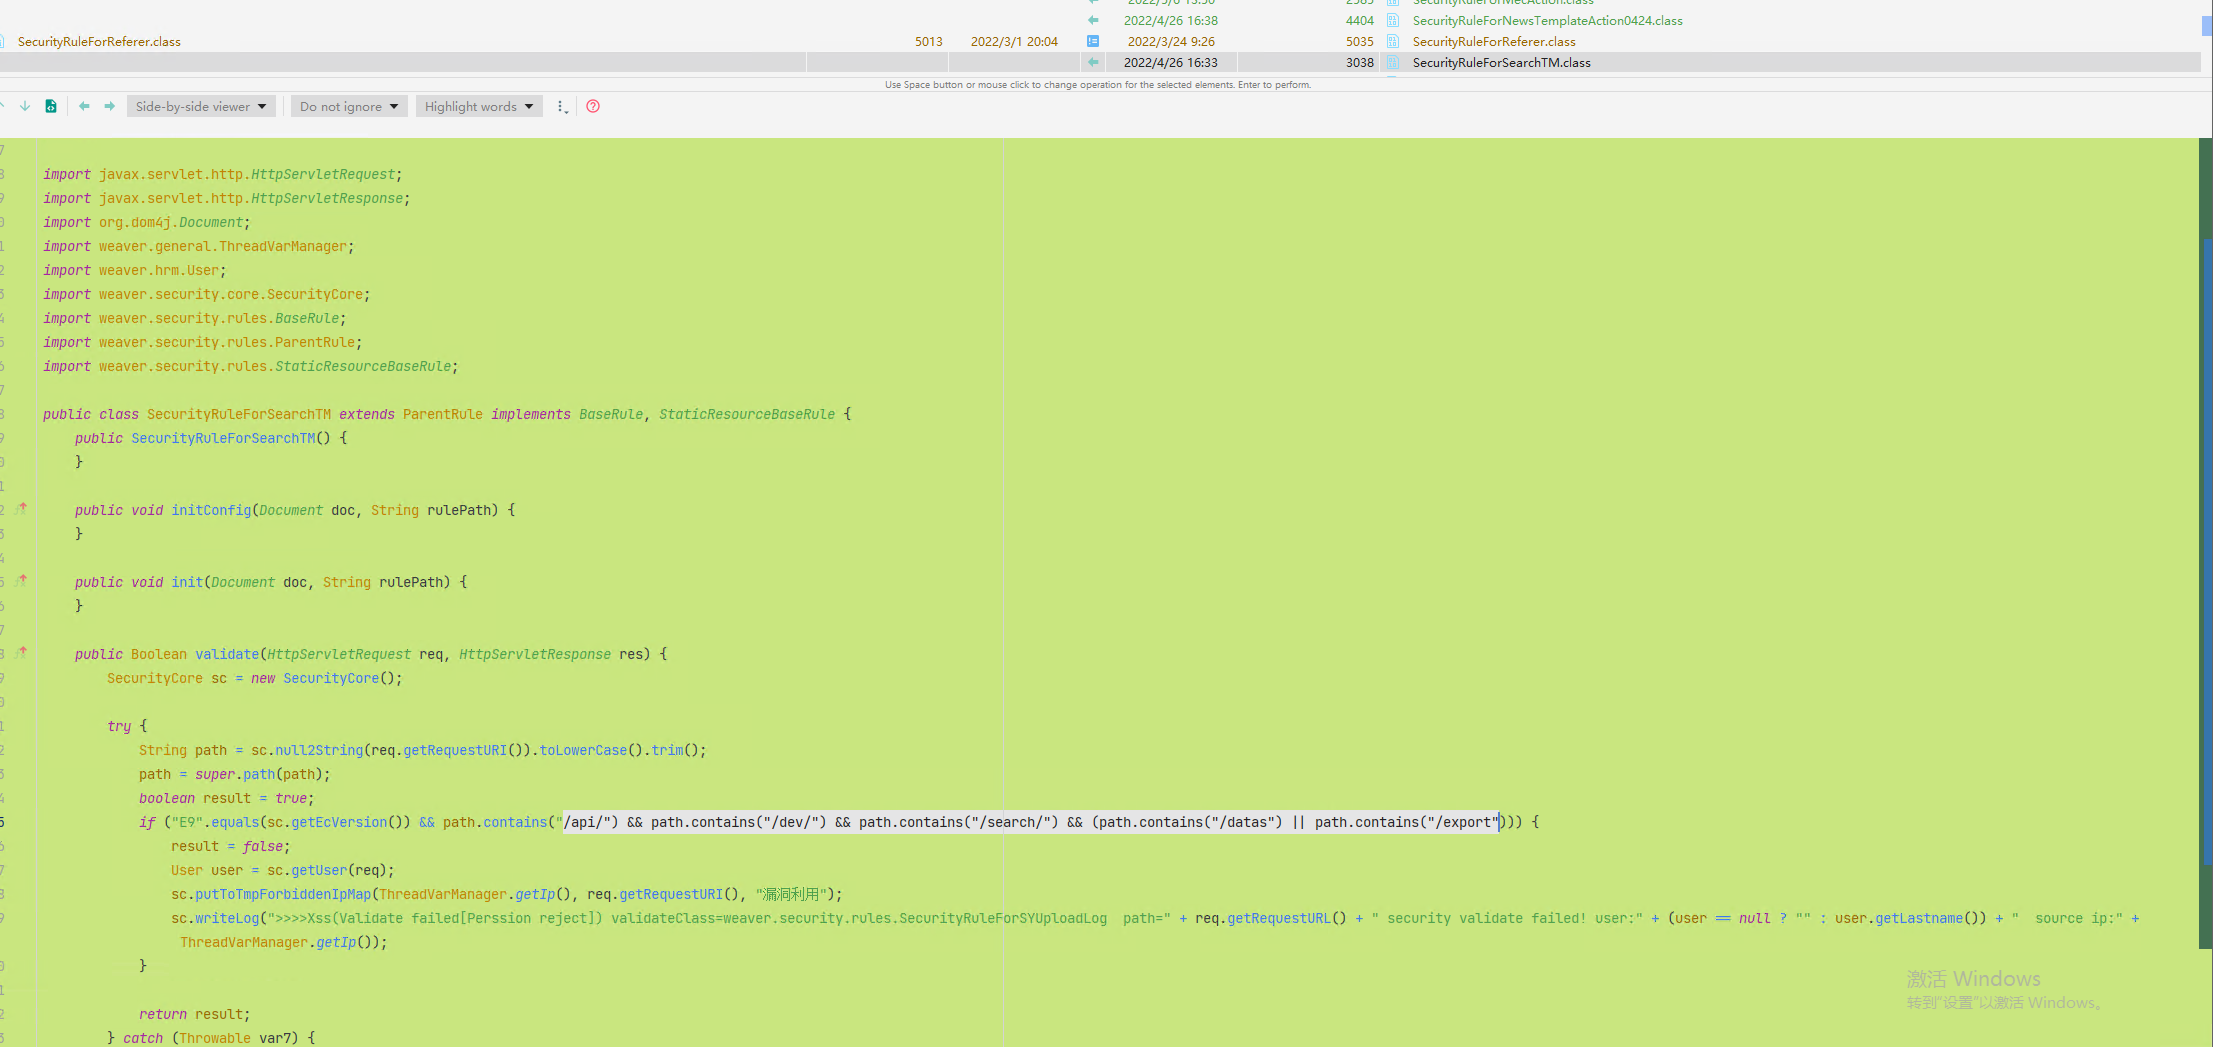 2022/4/26 16:38 4404 SecurityRuleForNewsTemplateAction0424.class
SecurityRuleForReferer.class 5013 2022/3/1 20:04 2022/3/24 9:26 5035 SecurityRuleForReferer.class
2022/4/26 16:33 3038 SecurityRuleForSearchTM.class
Use Space button or mouse click to change operation for the selected elements. Enter to perform.
Side-by-side viewer Do not ignore Highlight words
import javax.servlet.http.HttpServletRequest;
import javax.servlet.http.HttpServletResponse;
import org.dom4j.Document;
import weaver.general.ThreadVarManager;
import weaver.hrm.User;
import weaver.security.core.SecurityCore;
import weaver.security.rules.BaseRule;
import weaver.security.rules.ParentRule;
import weaver.security.rules.StaticResourceBaseRule;
public class SecurityRuleForSearchTM extends ParentRule implements BaseRule, StaticResourceBaseRule {
public SecurityRuleForSearchTM() {
}
public void initConfig(Document doc, String rulePath) {
}
public void init(Document doc, String rulePath) {
}
public Boolean validate(HttpServletRequest req, HttpServletResponse res) {
SecurityCore sc = new SecurityCore();
try {
String path = sc.null2String(req.getRequestURI()).toLowerCase().trim();
path = super.path(path);
boolean result = true;
if ("E9".equals(sc.getEcVersion()) && path.contains("/api/") && path.contains("/dev/") && path.contains("/search/") && (path.contains("/datas") || path.contains("/export"))) {
result = false;
User user = sc.getUser(req);
sc.putToTmpForbiddenIpMap(ThreadVarManager.getIp(), req.getRequestURI(), "漏洞利用");
sc.writeLog(">>>>Xss(Validate failed[Perssion reject]) validateClass=weaver.security.rules.SecurityRuleForSYUploadLog  path=" + req.getRequestURL() + " security validate failed! user:" + (user == null ? "" : user.getLastname()) + "  source ip:" +
ThreadVarManager.getIp());
}
return result;
} catch (Throwable var7) {
激活 Windows
转到"设置"以激活 Windows。